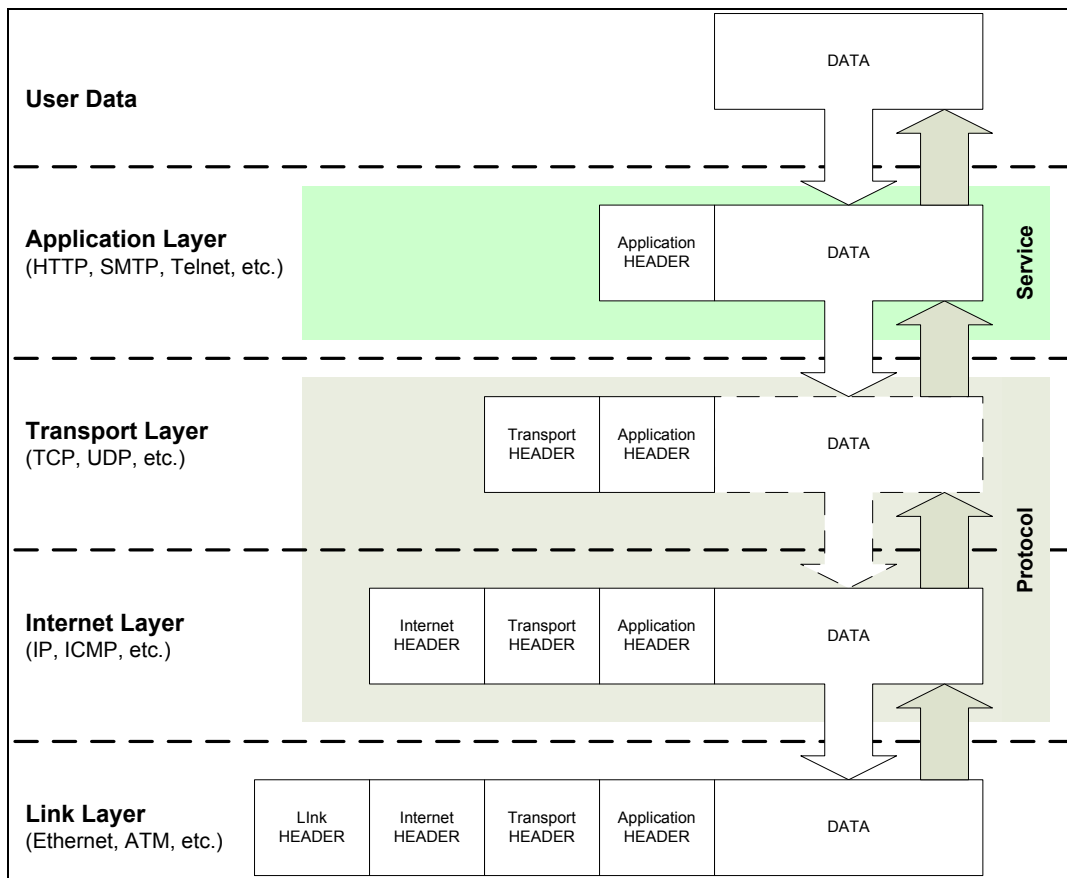 DATA
User Data
Application Layer
(HTTP, SMTP, Telnet, etc.)
Application
HEADER
DATA
Service
Transport Layer
(TCP, UDP, etc.)
Transport
HEADER
Application
HEADER
DATA
Protocol
Internet Layer
(IP, ICMP, etc.)
Internet
HEADER
Transport
HEADER
Application
HEADER
DATA
Link Layer
(Ethernet, ATM, etc.)
LInk
HEADER
Internet
HEADER
Transport
HEADER
Application
HEADER
DATA